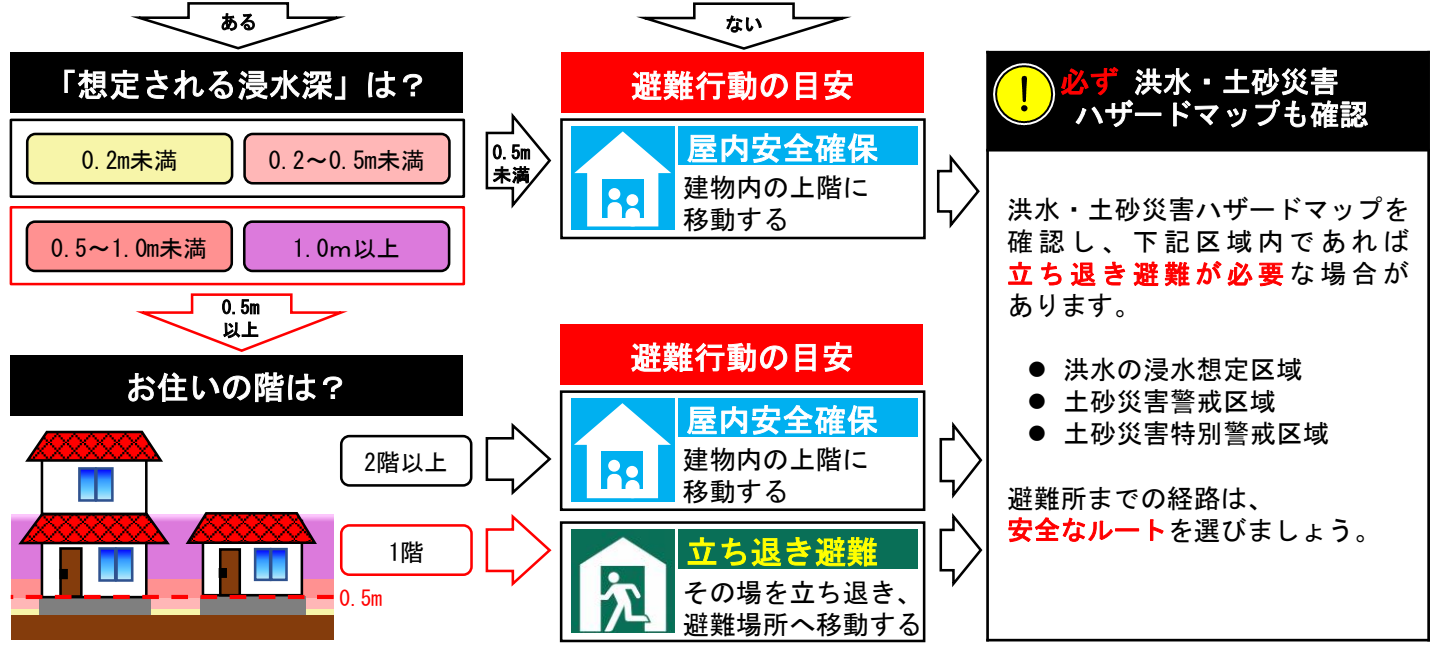 ある
ない
「想定される浸水深」は？
0.2m未満
0.2～0.5m未満
0.5～1.0m未満
1.0ｍ以上
0.5m
未満
避難行動の目安
屋内安全確保
建物内の上階に
移動する
0.5m
以上
お住いの階は？
2階以上
1階
0.5m
避難行動の目安
屋内安全確保
建物内の上階に
移動する
立ち退き避難
その場を立ち退き、
避難場所へ移動する
！
必ず 洪水・土砂災害
ハザードマップも確認
洪水・土砂災害ハザードマップを
確認し、下記区域内であれば
立ち退き避難が必要な場合が
あります。
● 洪水の浸水想定区域
● 土砂災害警戒区域
● 土砂災害特別警戒区域
避難所までの経路は、
安全なルートを選びましょう。